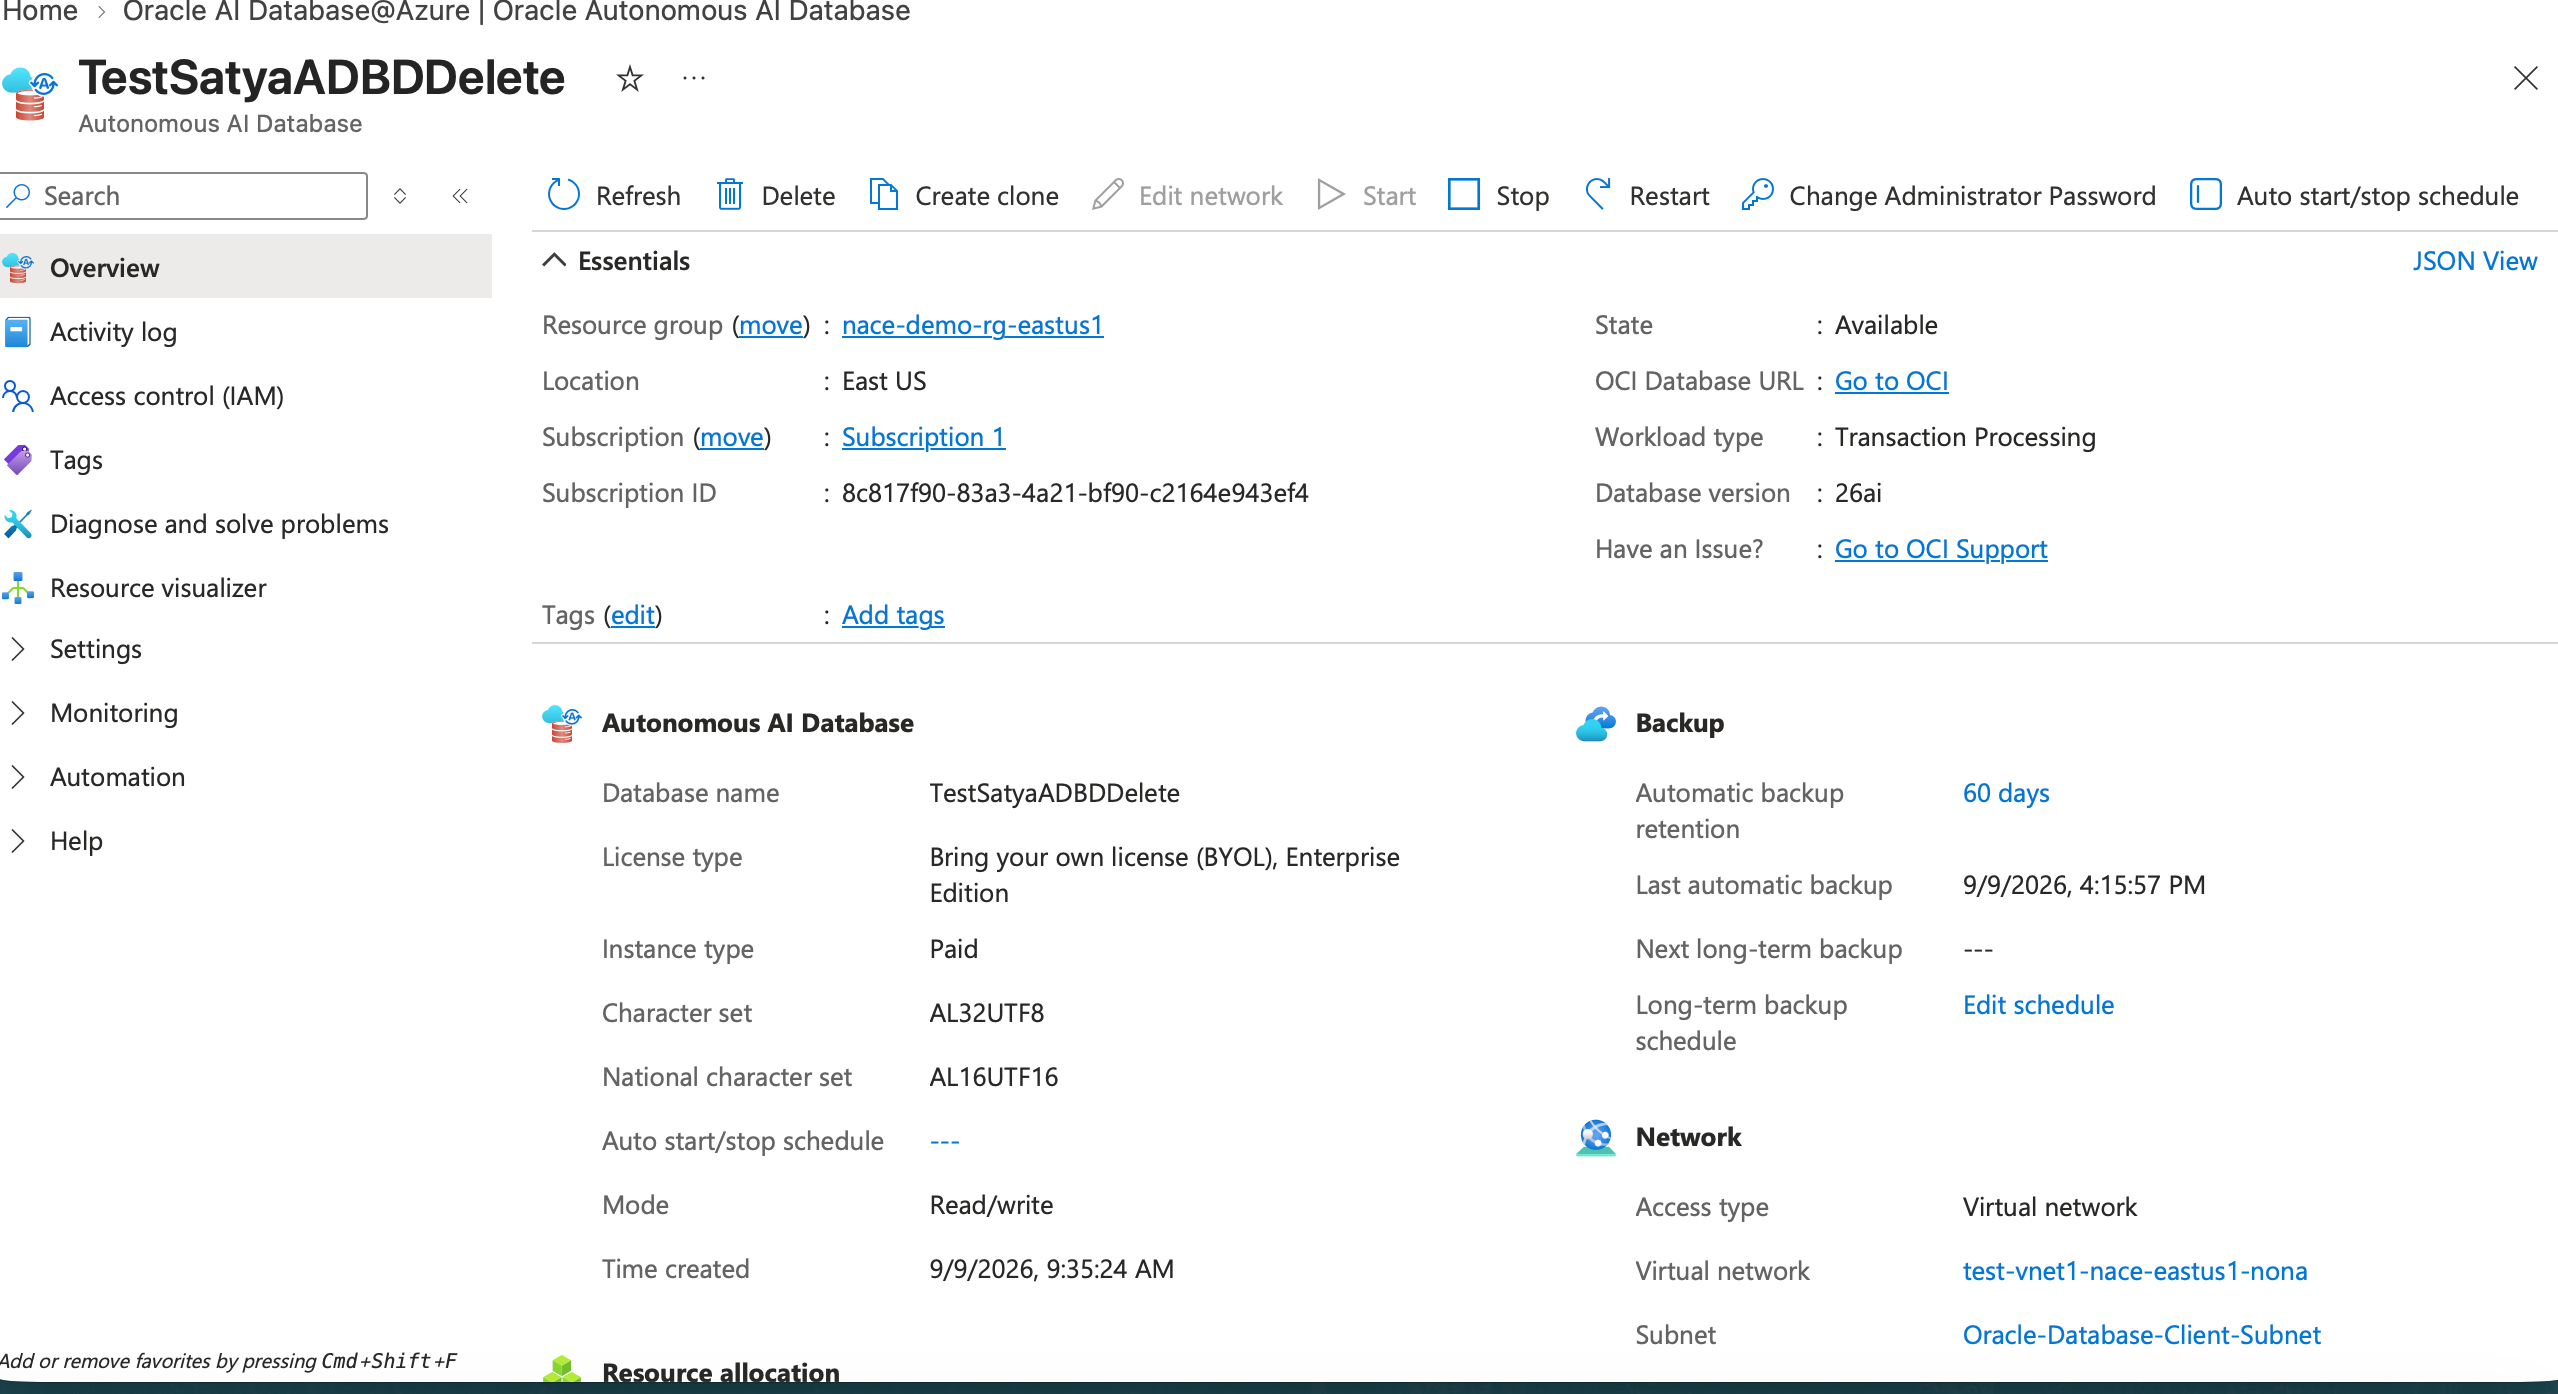 Home > Oracle AI Database@Azure | Oracle Autonomous AI Database
TestSatyaADBDDelete
Autonomous AI Database
Search
Refresh
Delete
Create clone
Edit network
Start
Stop
Restart
Change Administrator Password
Auto start/stop schedule
Overview
Activity log
Access control (IAM)
Tags
Diagnose and solve problems
Resource visualizer
Settings
Monitoring
Automation
Help
Add or remove favorites by pressing Cmd+Shift+F
Essentials
JSON View
Resource group (move) : nace-demo-rg-eastus1
Location : East US
Subscription (move) : Subscription 1
Subscription ID : 8c817f90-83a3-4a21-bf90-c2164e943ef4
State : Available
OCI Database URL : Go to OCI
Workload type : Transaction Processing
Database version : 26ai
Have an Issue? : Go to OCI Support
Tags (edit) : Add tags
Autonomous AI Database
Database name TestSatyaADBDDelete
License type Bring your own license (BYOL), Enterprise
Edition
Instance type Paid
Character set AL32UTF8
National character set AL16UTF16
Auto start/stop schedule ---
Mode Read/write
Time created 9/9/2026, 9:35:24 AM
Resource allocation
Backup
Automatic backup 60 days
retention
Last automatic backup 9/9/2026, 4:15:57 PM
Next long-term backup ---
Long-term backup Edit schedule
schedule
Network
Access type Virtual network
Virtual network test-vnet1-nace-eastus1-nona
Subnet Oracle-Database-Client-Subnet